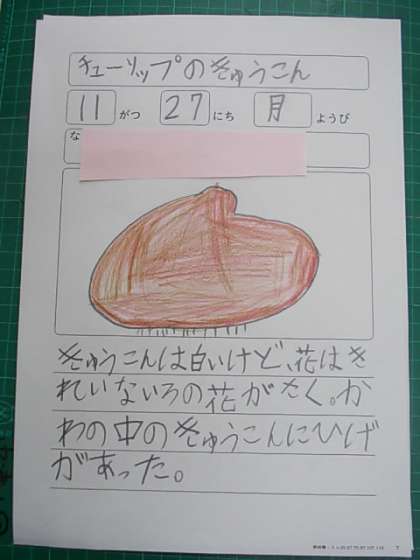 チューリップのきゅうこん
11 がつ 27 にち 月 ようび
な
きゅうこんは白いけど、花はき
れいないろの花がさく。か
わの中のきゅうこんにひげ
があった。